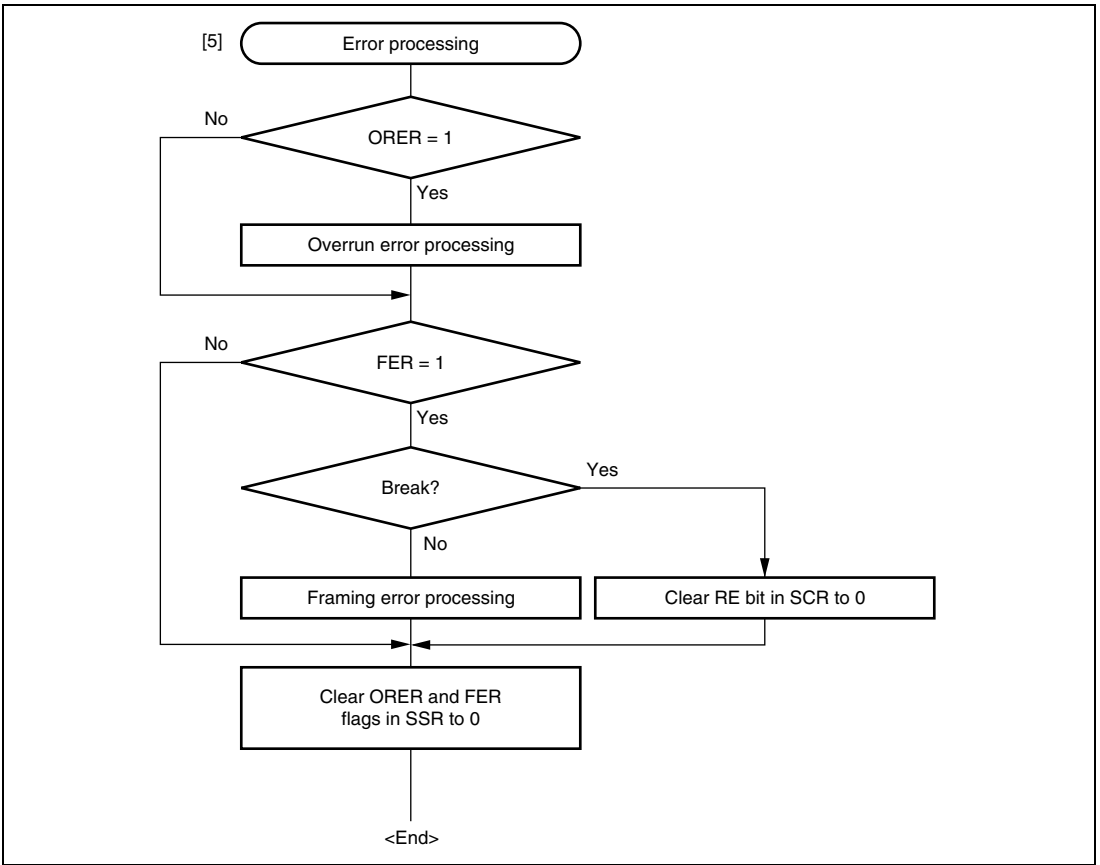 [5]
Error processing
No
ORER = 1
Yes
Overrun error processing
No
FER = 1
Yes
Break?
Yes
No
Framing error processing
Clear RE bit in SCR to 0
Clear ORER and FER
flags in SSR to 0
<End>